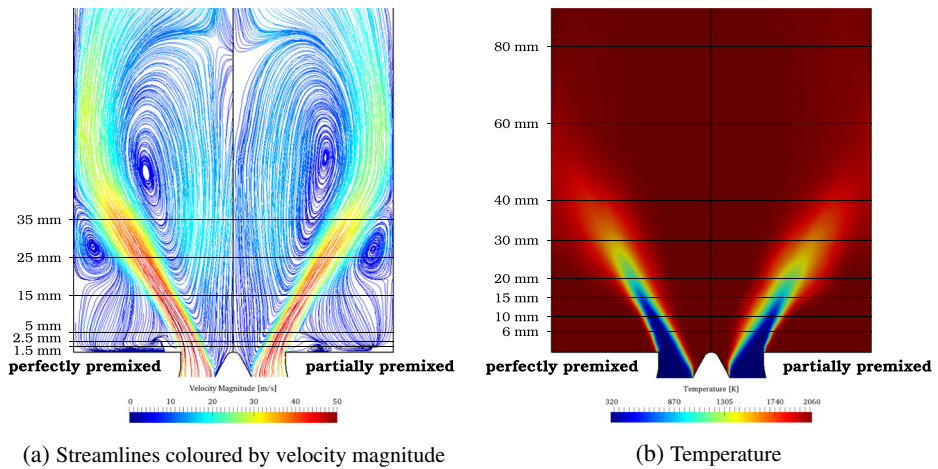 35 mm
25 mm
15 mm
5 mm
2.5 mm
1.5 mm
perfectly premixed
partially premixed
Velocity Magnitude [m/s]
0 10 20 30 40 50
(a) Streamlines coloured by velocity magnitude
80 mm
60 mm
40 mm
30 mm
20 mm
15 mm
10 mm
6 mm
perfectly premixed
partially premixed
Temperature [K]
320 870 1305 1740 2060
(b) Temperature